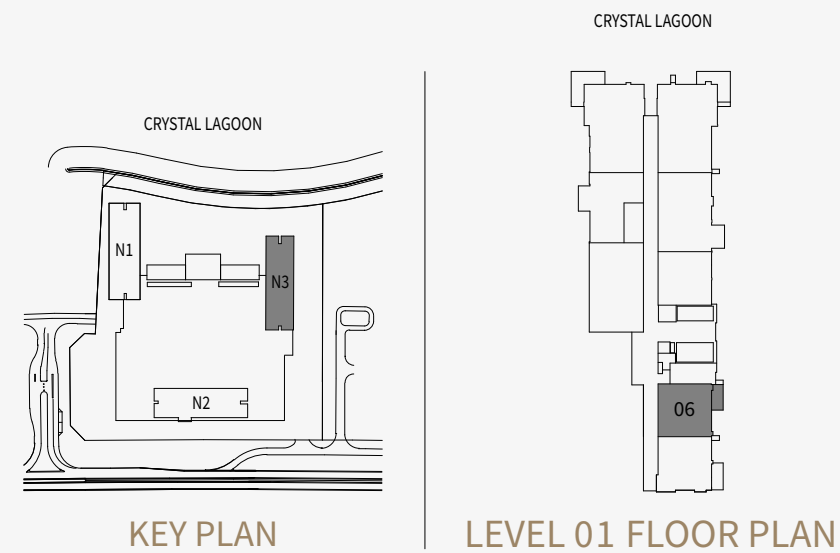 CRYSTAL LAGOON
N1
N3
N2
KEY PLAN
CRYSTAL LAGOON
06
LEVEL 01 FLOOR PLAN